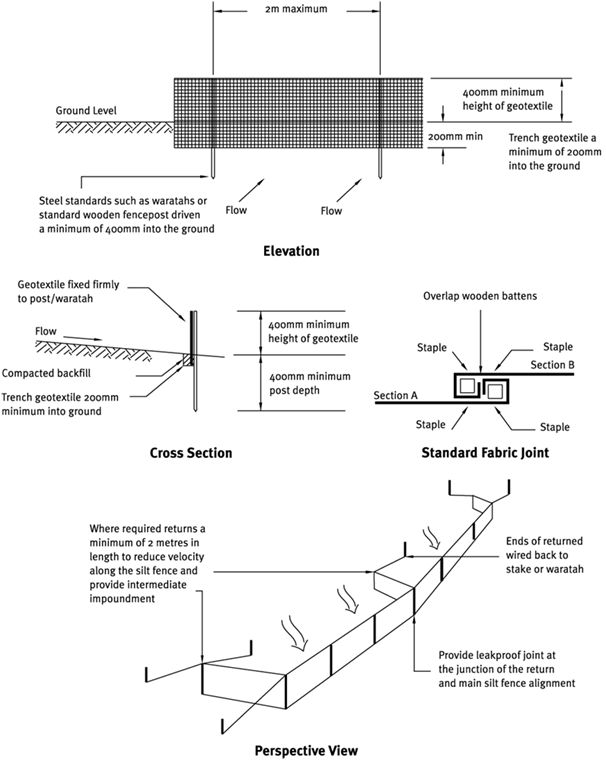 2m maximum
400mm minimum
height of geotextile
Ground Level
200mm min
Trench geotextile a
minimum of 200mm
into the ground
Steel standards such as waratahs or
standard wooden fencepost driven
a minimum of 400mm into the ground
Flow
Flow
Elevation
Geotextile fixed firmly
to post/waratah
Flow
400mm minimum
height of geotextile
Compacted backfill
400mm minimum
post depth
Trench geotextile 200mm
minimum into ground
Cross Section
Overlap wooden battens
Staple
Staple
Section B
Section A
Staple
Staple
Standard Fabric Joint
Where required returns a
minimum of 2 metres in
length to reduce velocity
along the silt fence and
provide intermediate
impoundment
Ends of returned
wired back to
stake or waratah
Provide leakproof joint at
the junction of the return
and main silt fence alignment
Perspective View